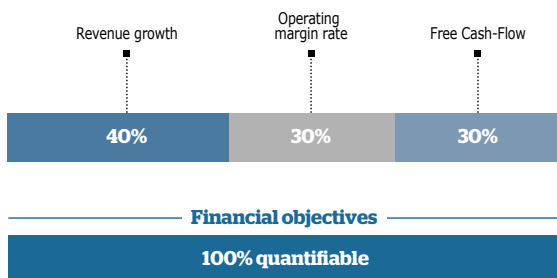 Revenue growth
Operating
margin rate
Free Cash-Flow
40%
30%
30%
Financial objectives
100% quantifiable